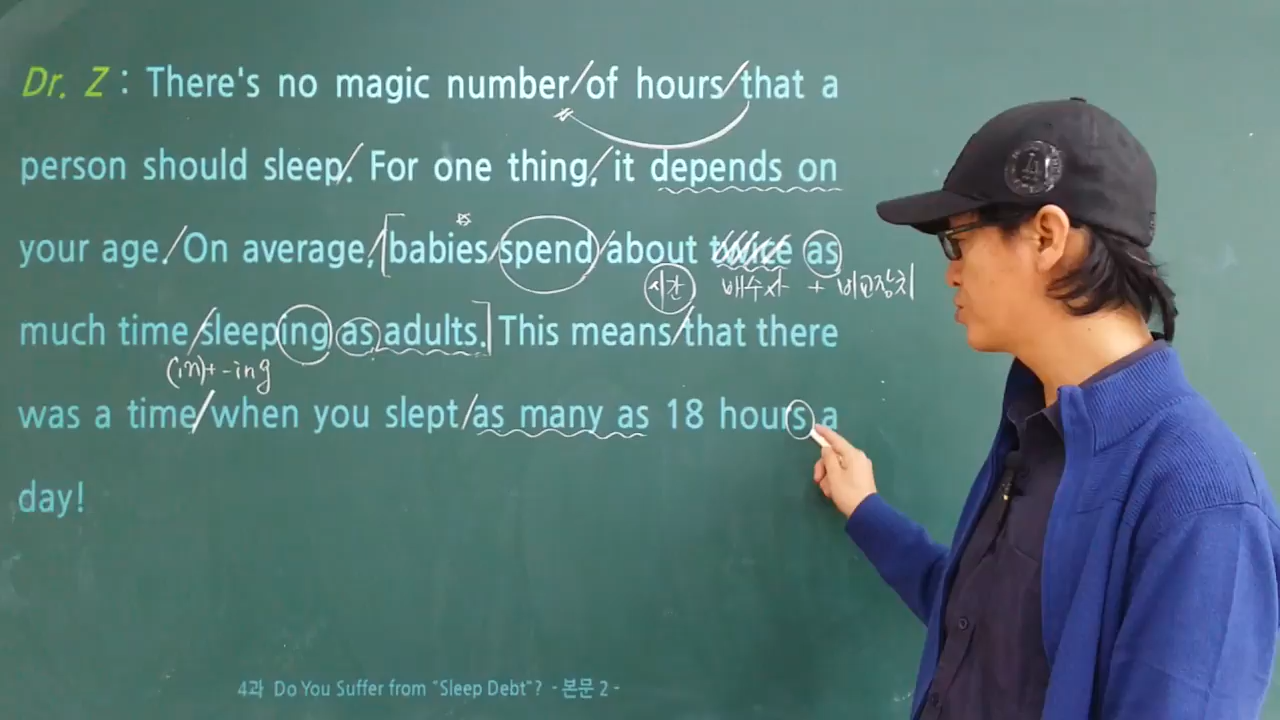 Dr. Z : There's no magic number/of hours/that a
person should sleep/. For one thing,/it depends on
your age./On average,/[babies/spend/about twice as
시간 배수사 + 비교장치
much time/sleeping as adults.] This means/that there
(in)+-ing
was a time/when you slept/as many as 18 hours a
day!
4과 Do You Suffer from "Sleep Debt"? - 본문 2 -